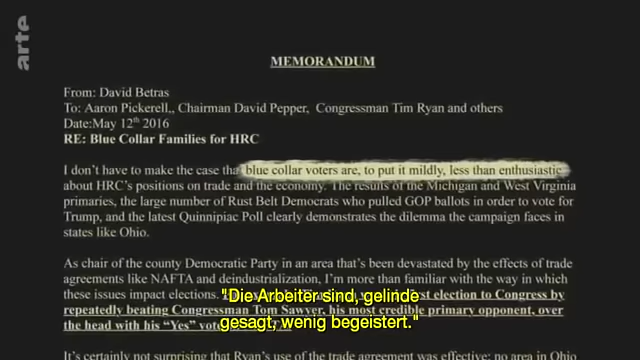 arte
MEMORANDUM
From: David Betras
To: Aaron Pickerell,, Chairman David Pepper, Congressman Tim Ryan and others
Date:May 12th 2016
RE: Blue Collar Families for HRC
I don't have to make the case that blue collar voters are, to put it mildly, less than enthusiastic
about HRC's positions on trade and the economy. The results of the Michigan and West Virginia
primaries, the large number of Rust Belt Democrats who pulled GOP ballots in order to vote for
Trump, and the latest Quinnipiac Poll clearly demonstrates the dilemma the campaign faces in
states like Ohio.
As chair of the county Democratic Party in an area that's been devastated by the effects of trade
agreements like NAFTA and deindustrialization, I'm more than familiar with the way in which
these issues impact elections. first election to Congress by
"Die Arbeiter sind, gelinde
repeatedly beating Congressman Tom Sawyer, his most credible primary opponent, over
the head with his "Yes" vote
gesagt, wenig begeistert."
It's certainly not surprising that Ryan's use of the trade agreement was effective; no area in Ohio